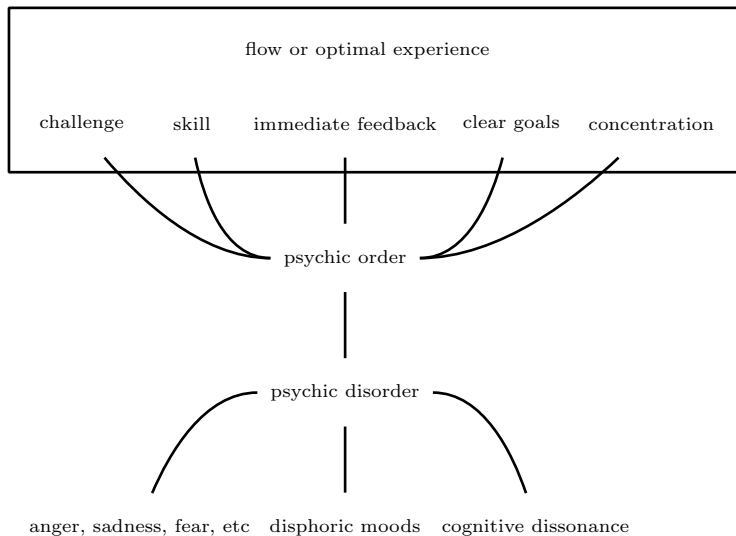 flow or optimal experience
challenge skill immediate feedback clear goals concentration
psychic order
psychic disorder
anger, sadness, fear, etc disphoric moods cognitive dissonance